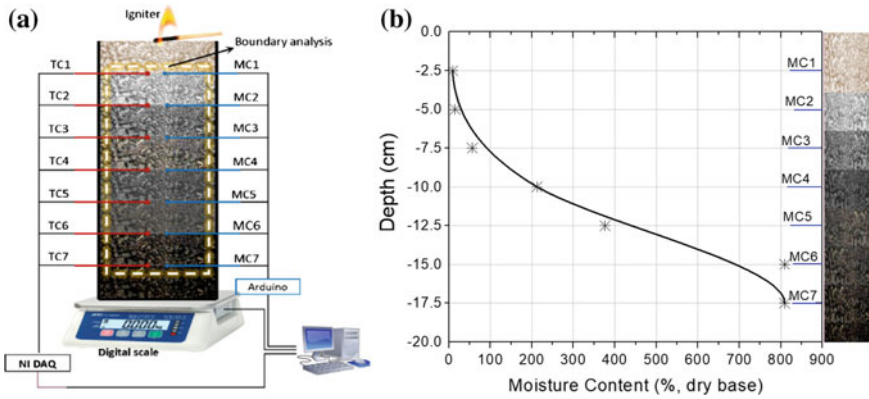 (a)
Igniter
Boundary analysis
TC1
MC1
TC2
MC2
TC3
MC3
TC4
MC4
TC5
MC5
TC6
MC6
TC7
MC7
Arduino
NI DAQ
Digital scale
(b)
0.0
-2.5
-5.0
-7.5
-10.0
-12.5
-15.0
-17.5
-20.0
Depth (cm)
MC1
MC2
MC3
MC4
MC5
MC6
MC7
0 100 200 300 400 500 600 700 800 900
Moisture Content (%, dry base)